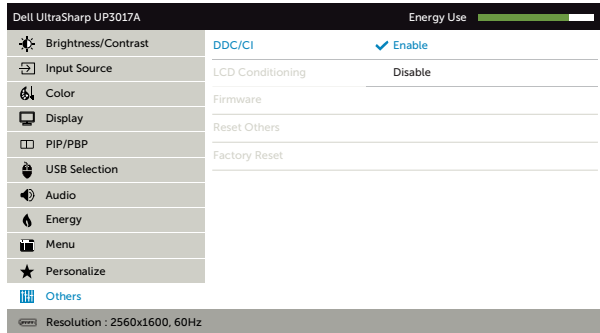 Dell UltraSharp UP3017A Energy Use
Brightness/Contrast DDC/CI Enable
Input Source LCD Conditioning Disable
Color Firmware
Display Reset Others
PIP/PBP Factory Reset
USB Selection
Audio
Energy
Menu
Personalize
Others
Resolution : 2560x1600, 60Hz